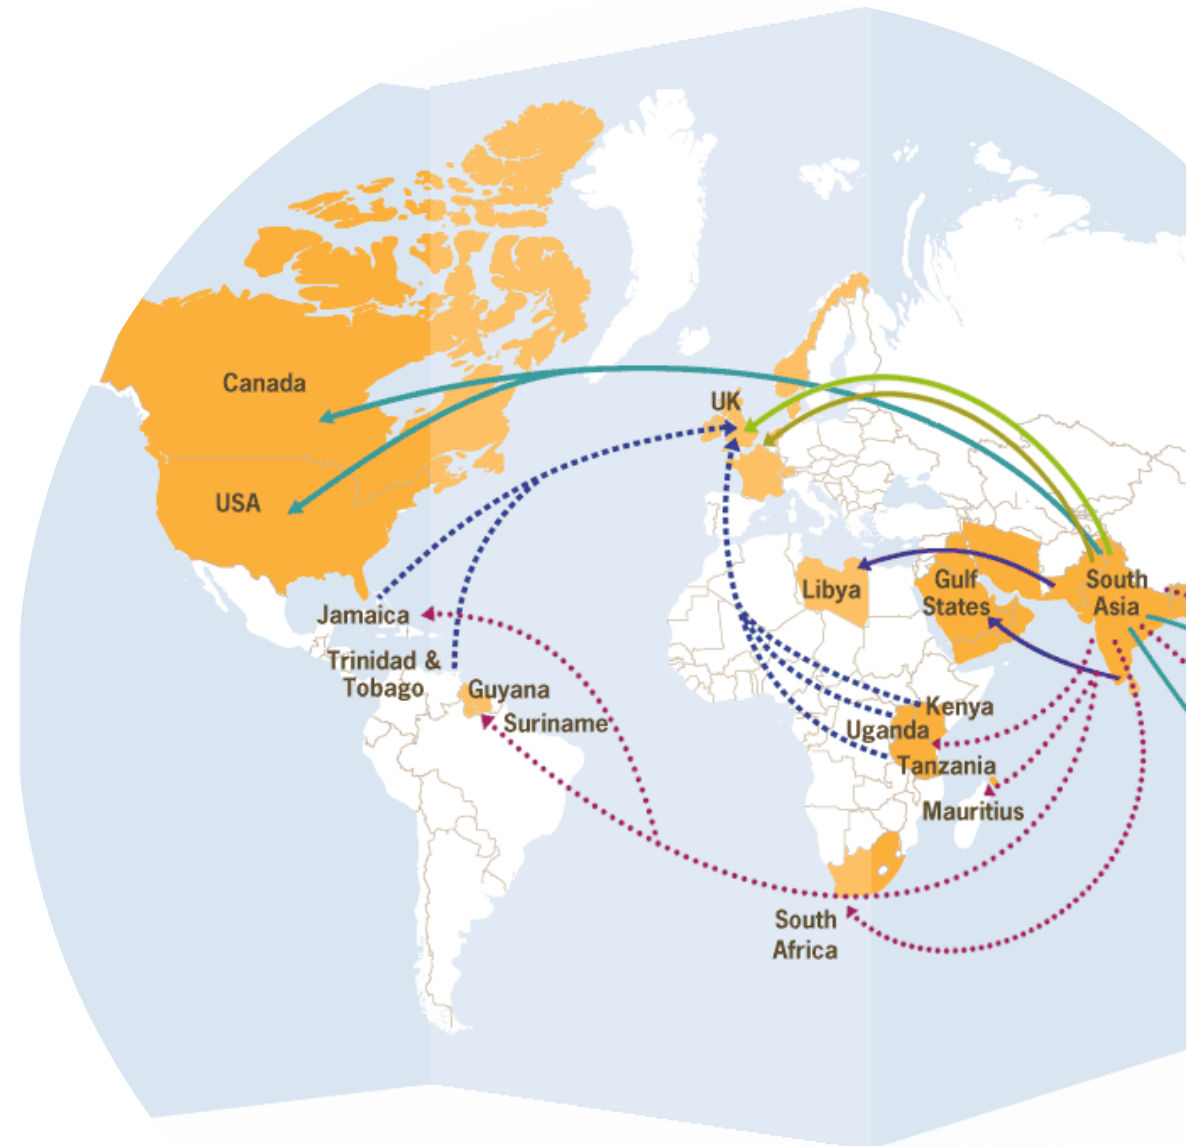 Canada
UK
USA
Libya
Gulf
States
South
Asia
Jamaica
Trinidad &
Tobago
Guyana
Suriname
Kenya
Uganda
Tanzania
Mauritius
South
Africa